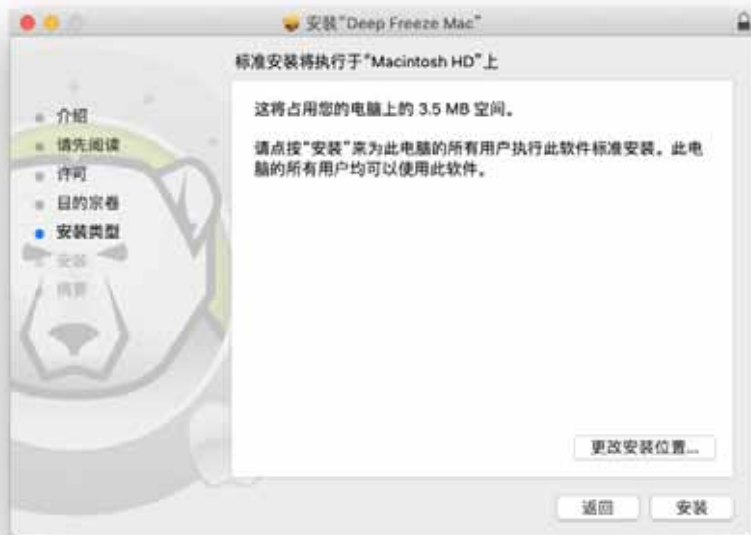 安装“Deep Freeze Mac”
标准安装将执行于“Macintosh HD”上
介绍
请先阅读
许可
目的宗卷
安装类型
安装
摘要
这将占用您的电脑上的 3.5 MB 空间。
请点按“安装”来为此电脑的所有用户执行此软件标准安装。此电
脑的所有用户均可以使用此软件。
更改安装位置...
返回
安装